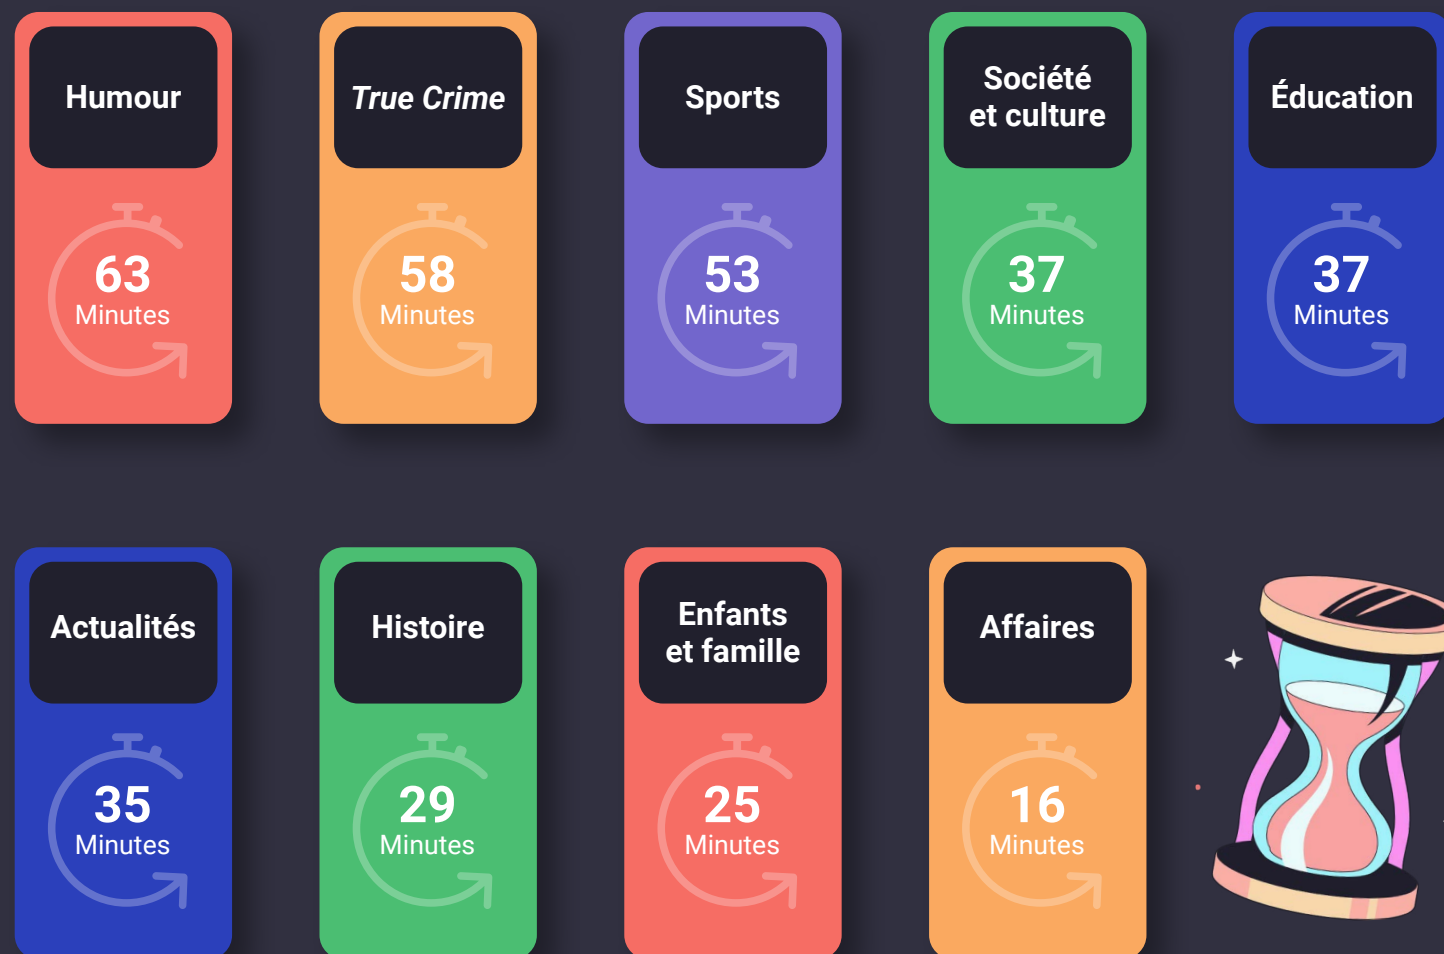 Humour
True Crime
Sports
Société
et culture
Éducation
63
Minutes
58
Minutes
53
Minutes
37
Minutes
37
Minutes
Actualités
Histoire
Enfants
et famille
Affaires
35
Minutes
29
Minutes
25
Minutes
16
Minutes